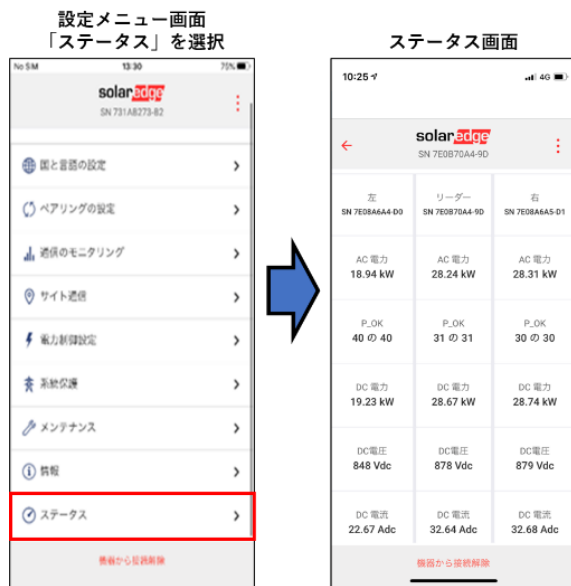 設定メニュー画面
「ステータス」を選択
No SIM 13:30 75%
solaredge
SN 731A8273-B2
国と言語の設定
ペアリングの設定
通信のモニタリング
サイト通信
電力制御設定
系統保護
メンテナンス
情報
ステータス
機器から接続解除
ステータス画面
10:25 4G
solaredge
SN 7E0B70A4-9D
左 リーダー 右
SN 7E08A6A4-D0 SN 7E0B70A4-9D SN 7E08A6A5-D1
AC 電力 AC 電力 AC 電力
18.94 kW 28.24 kW 28.31 kW
P_OK P_OK P_OK
40 の 40 31 の 31 30 の 30
DC 電力 DC 電力 DC 電力
19.23 kW 28.67 kW 28.74 kW
DC電圧 DC電圧 DC電圧
848 Vdc 878 Vdc 879 Vdc
DC 電流 DC 電流 DC 電流
22.67 Adc 32.64 Adc 32.68 Adc
機器から接続解除